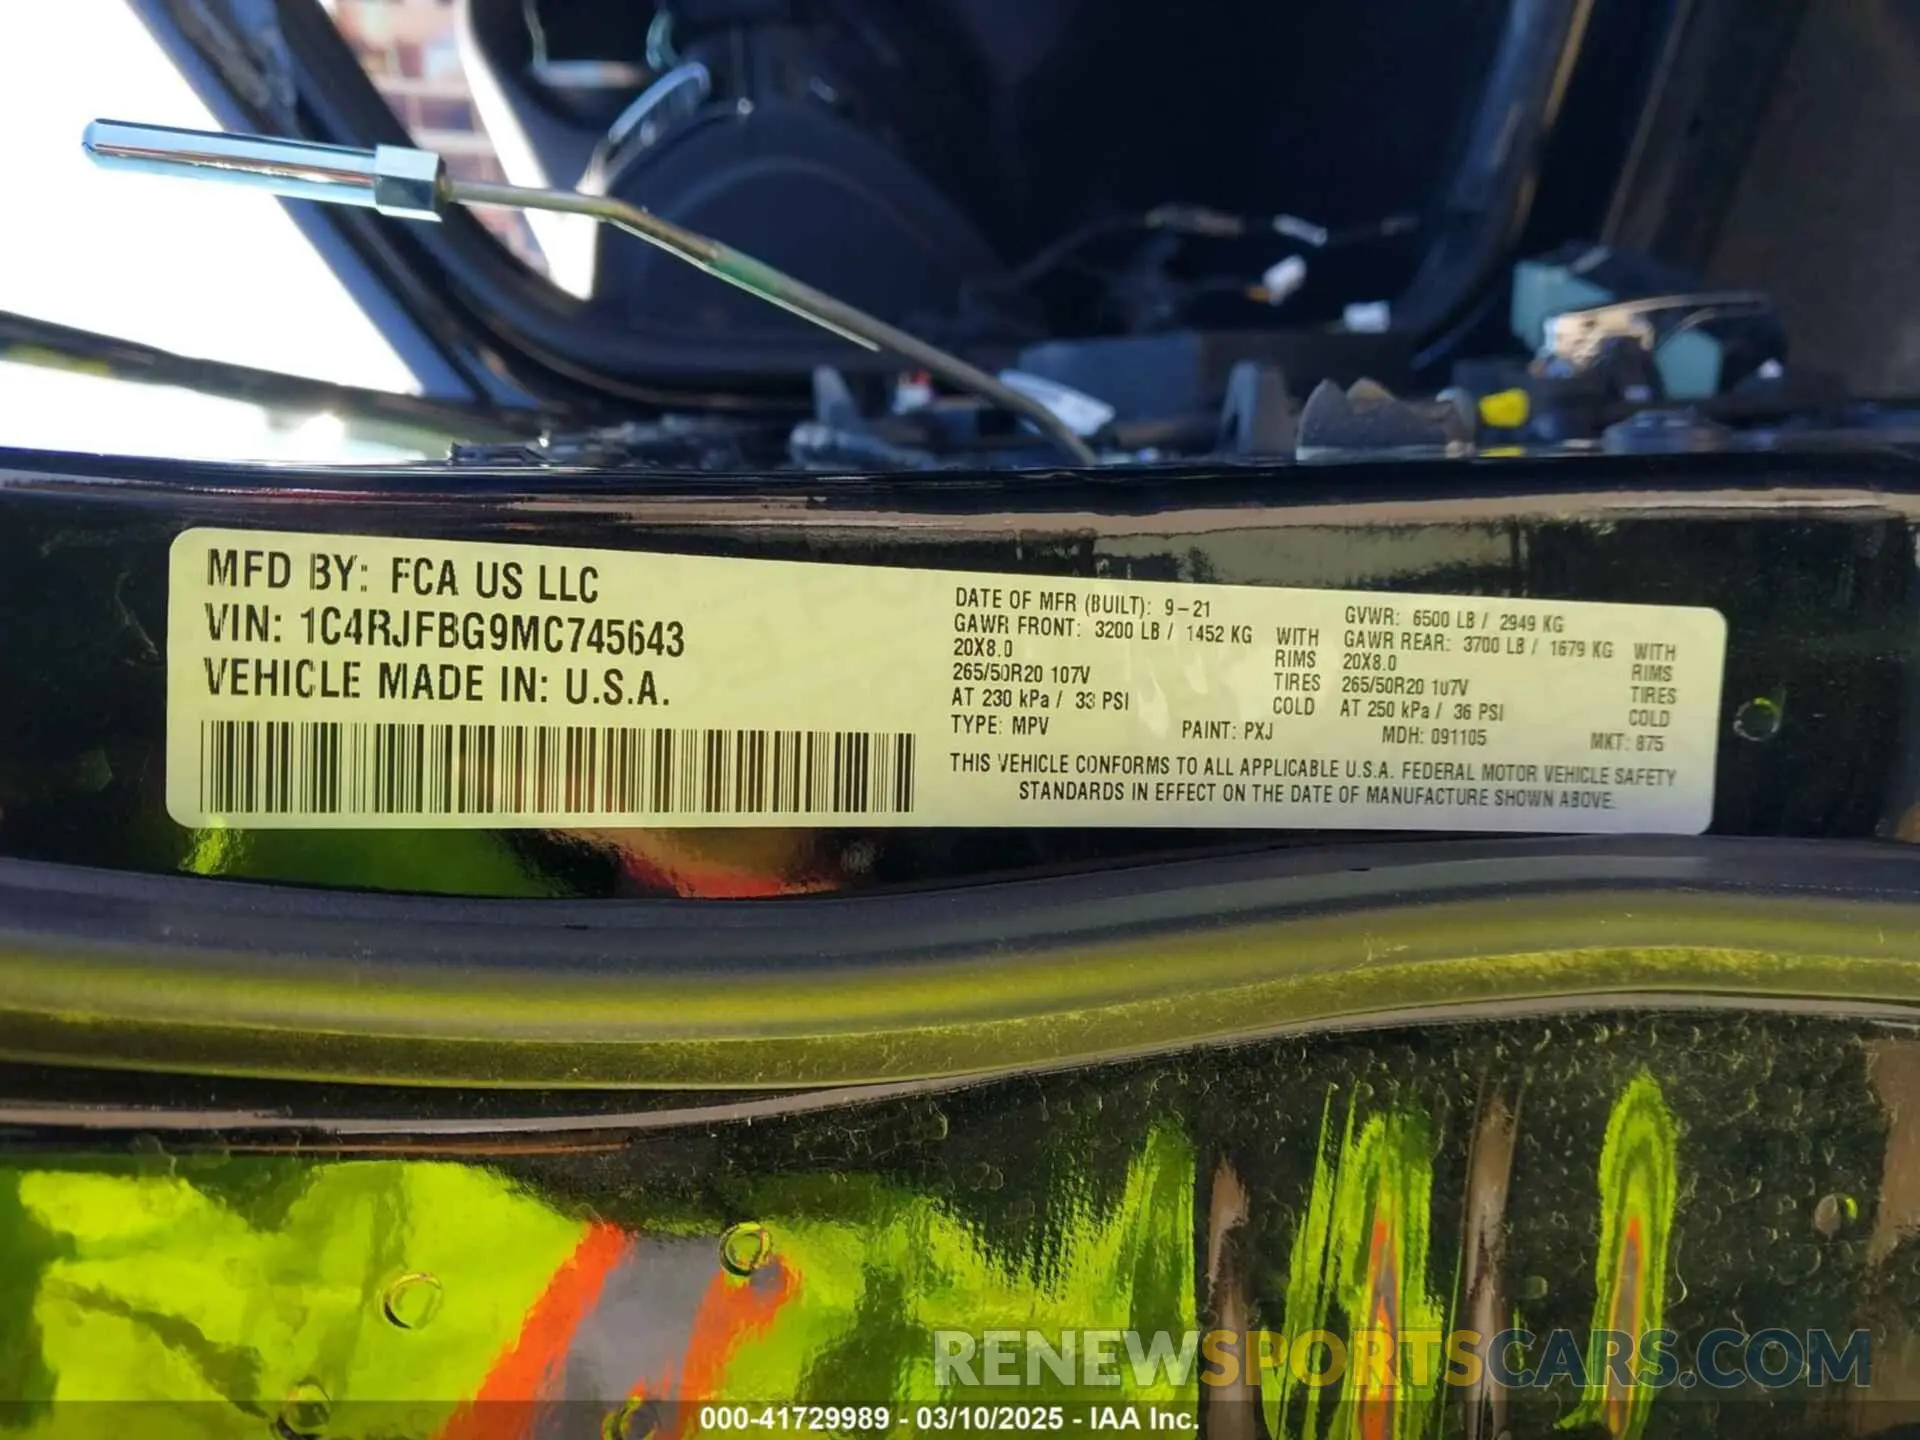 MFD BY: FCA US LLC
VIN: 1C4RJFBG9MC745643
VEHICLE MADE IN: U.S.A.
DATE OF MFR (BUILT): 9-21
GAWR FRONT: 3200 LB / 1452 KG WITH
20X8.0 RIMS
265/50R20 107V TIRES
AT 230 kPa / 33 PSI COLD
GVWR: 6500 LB / 2949 KG
GAWR REAR: 3700 LB / 1679 KG WITH
20X8.0 RIMS
265/50R20 107V TIRES
AT 250 kPa / 36 PSI COLD
TYPE: MPV PAINT: PXJ MDH: 091105 MKT: 875
THIS VEHICLE CONFORMS TO ALL APPLICABLE U.S.A. FEDERAL MOTOR VEHICLE SAFETY
STANDARDS IN EFFECT ON THE DATE OF MANUFACTURE SHOWN ABOVE.
RENEWSPORTSCARS.COM
000-41729989 - 03/10/2025 - IAA Inc.